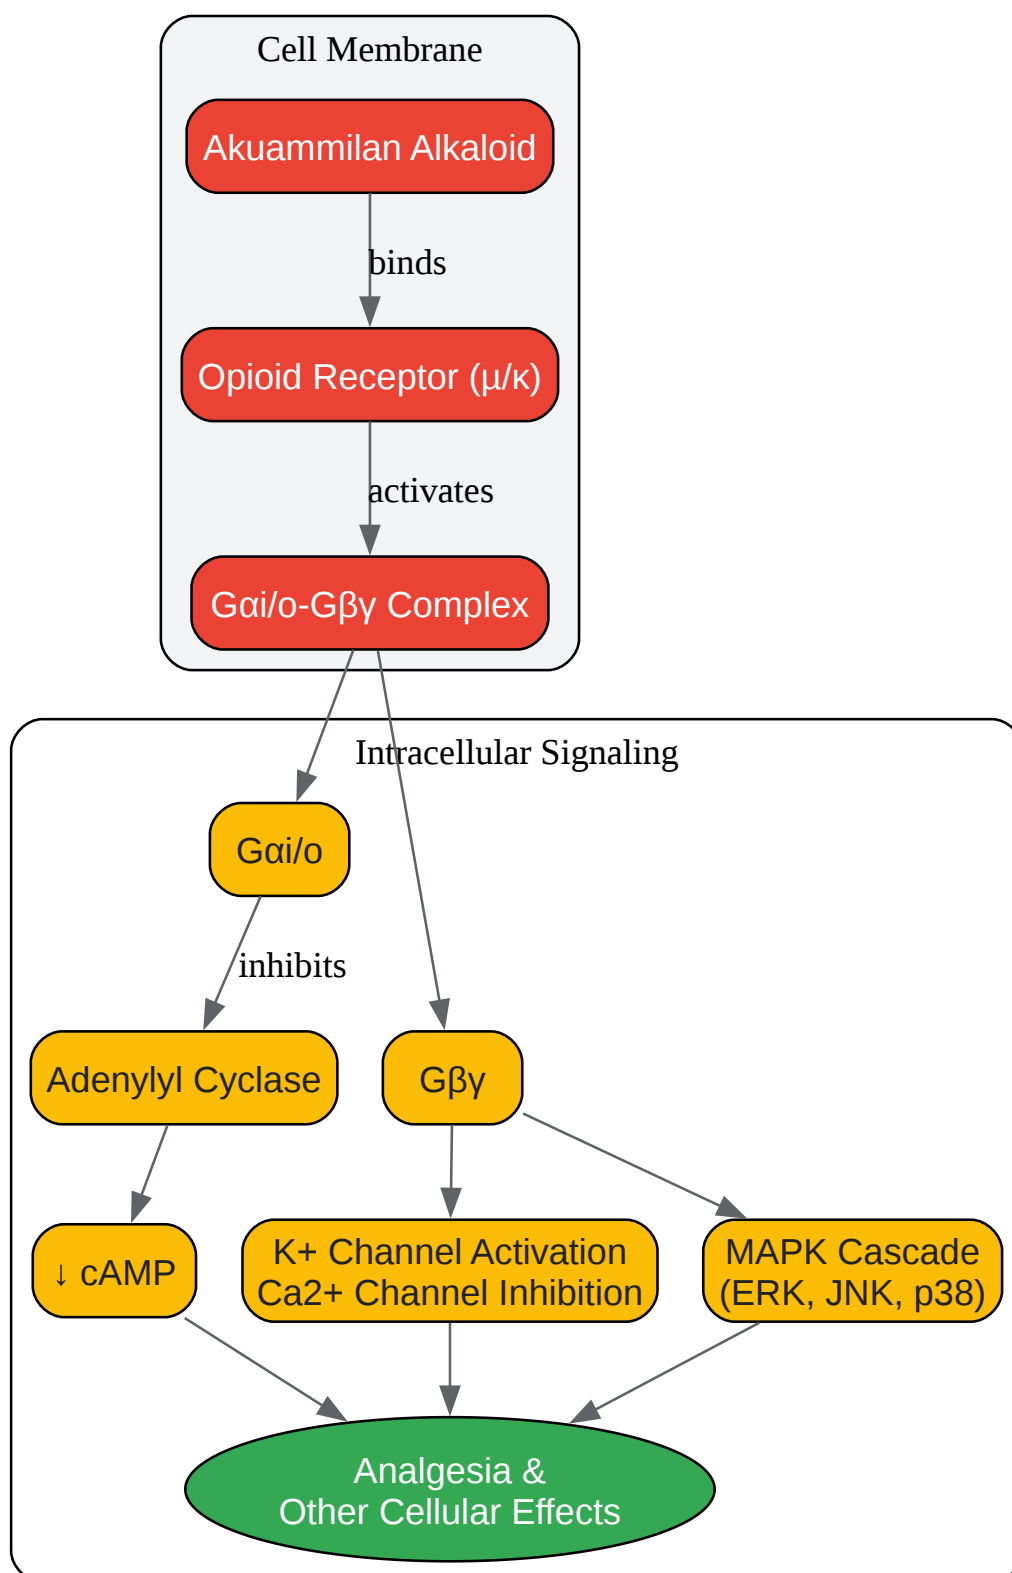 Cell Membrane
Akuammilan Alkaloid
binds
Opioid Receptor (μ/κ)
activates
Gαi/o-Gβγ Complex
Intracellular Signaling
Gαi/o
inhibits
Adenylyl Cyclase
Gβγ
↓ cAMP
K+ Channel Activation
Ca2+ Channel Inhibition
MAPK Cascade
(ERK, JNK, p38)
Analgesia &
Other Cellular Effects